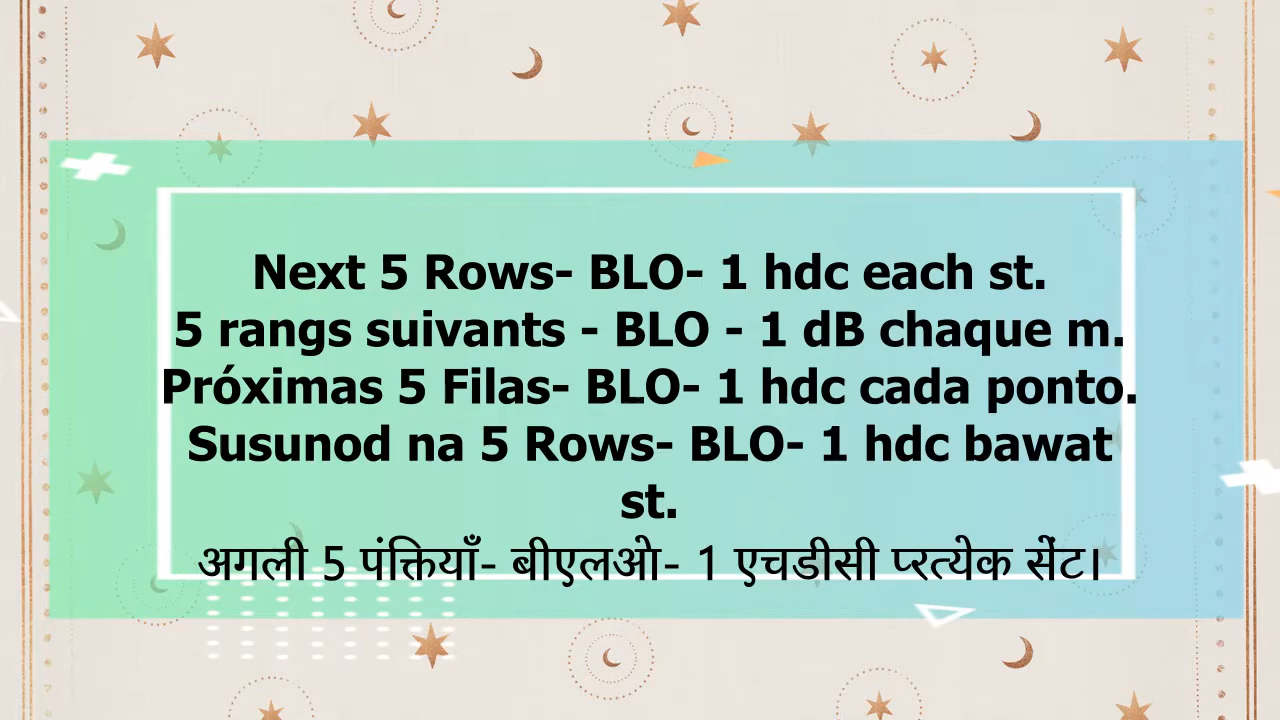 Next 5 Rows- BLO- 1 hdc each st.
5 rangs suivants - BLO - 1 dB chaque m.
Próximas 5 Filas- BLO- 1 hdc cada ponto.
Susunod na 5 Rows- BLO- 1 hdc bawat
st.
अगली 5 पंक्तियाँ- बीएलओ- 1 एचडीसी प्रत्येक सेंट।